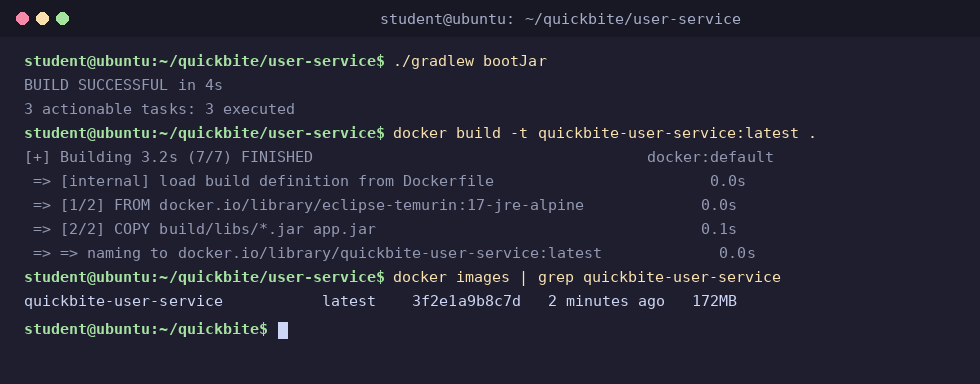 student@ubuntu: ~/quickbite/user-service
student@ubuntu:~/quickbite/user-service$ ./gradlew bootJar
BUILD SUCCESSFUL in 4s
3 actionable tasks: 3 executed
student@ubuntu:~/quickbite/user-service$ docker build -t quickbite-user-service:latest .
[+] Building 3.2s (7/7) FINISHED                                     docker:default
 => [internal] load build definition from Dockerfile                        0.0s
 => [1/2] FROM docker.io/library/eclipse-temurin:17-jre-alpine             0.0s
 => [2/2] COPY build/libs/*.jar app.jar                                    0.1s
 => => naming to docker.io/library/quickbite-user-service:latest             0.0s
student@ubuntu:~/quickbite/user-service$ docker images | grep quickbite-user-service
quickbite-user-service           latest    3f2e1a9b8c7d   2 minutes ago   172MB
student@ubuntu:~/quickbite$